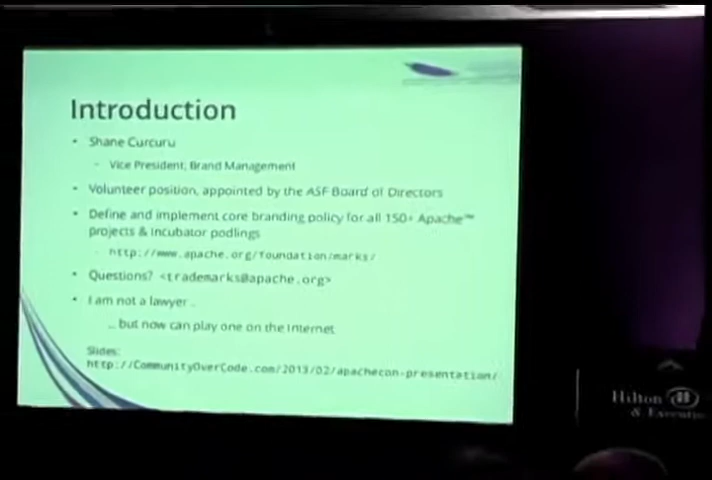 Introduction
• Shane Curcuru
– Vice President, Brand Management
• Volunteer position, appointed by the ASF Board of Directors
• Define and implement core branding policy for all 150+ Apache™
projects & Incubator podlings
– http://www.apache.org/foundation/marks/
• Questions? <trademarks@apache.org>
• I am not a lawyer ..
.. but now can play one on the Internet
Slides:
http://CommunityOverCode.com/2013/02/apachecon-presentation/
Hilton
&